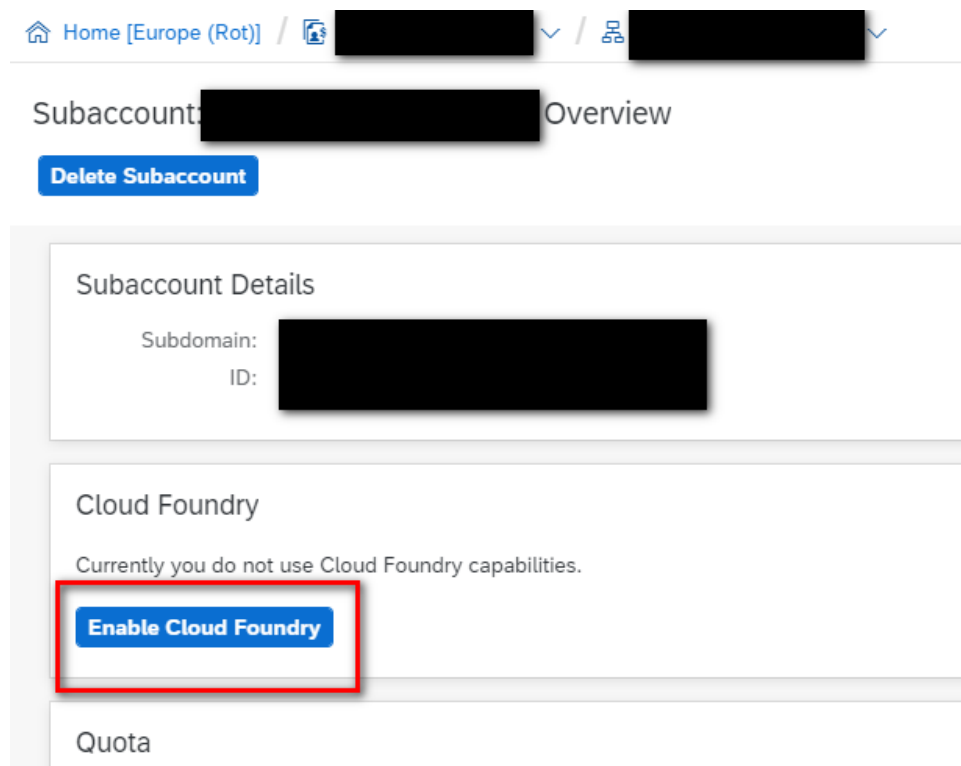 Home [Europe (Rot)] / /
Subaccount: Overview
Delete Subaccount
Subaccount Details
Subdomain:
ID:
Cloud Foundry
Currently you do not use Cloud Foundry capabilities.
Enable Cloud Foundry
Quota